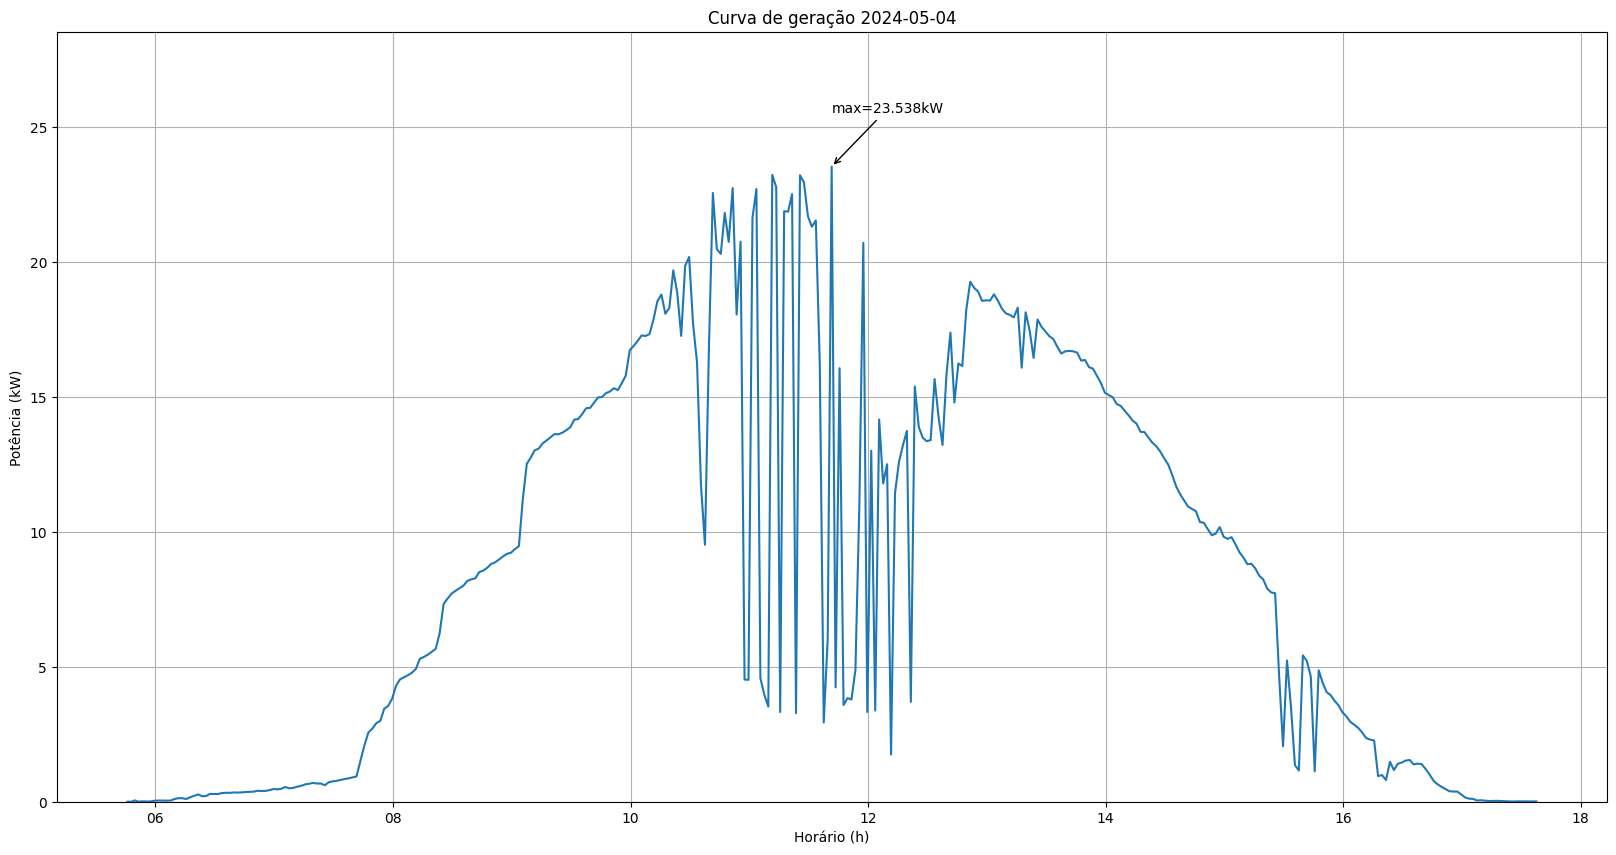 Curva de geração 2024-05-04
max=23.538kW
Potência (kW)
25
20
15
10
5
0
06 08 10 12 14 16 18
Horário (h)